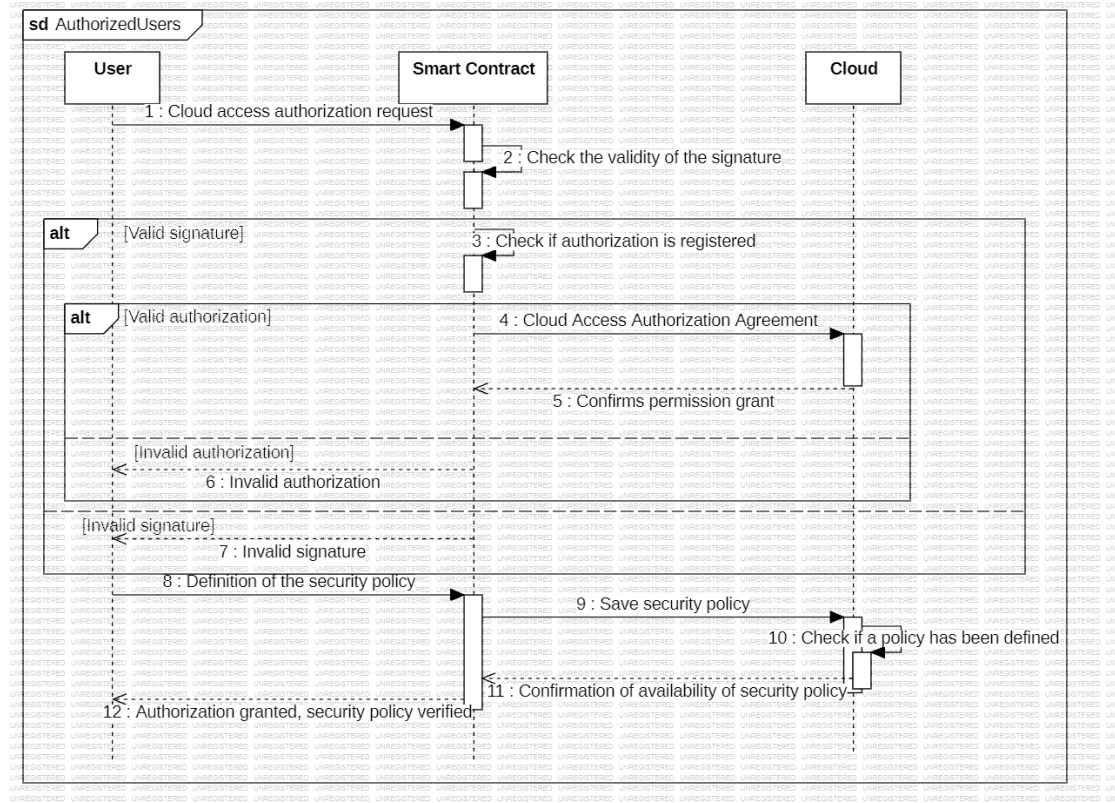 sd AuthorizedUsers
User
Smart Contract
Cloud
1 : Cloud access authorization request
2 : Check the validity of the signature
alt
[Valid signature]
3 : Check if authorization is registered
alt
[Valid authorization]
4 : Cloud Access Authorization Agreement
5 : Confirms permission grant
[Invalid authorization]
6 : Invalid authorization
[Invalid signature]
7 : Invalid signature
8 : Definition of the security policy
9 : Save security policy
10 : Check if a policy has been defined
11 : Confirmation of availability of security policy
12 : Authorization granted, security policy verified
UNREGISTERED